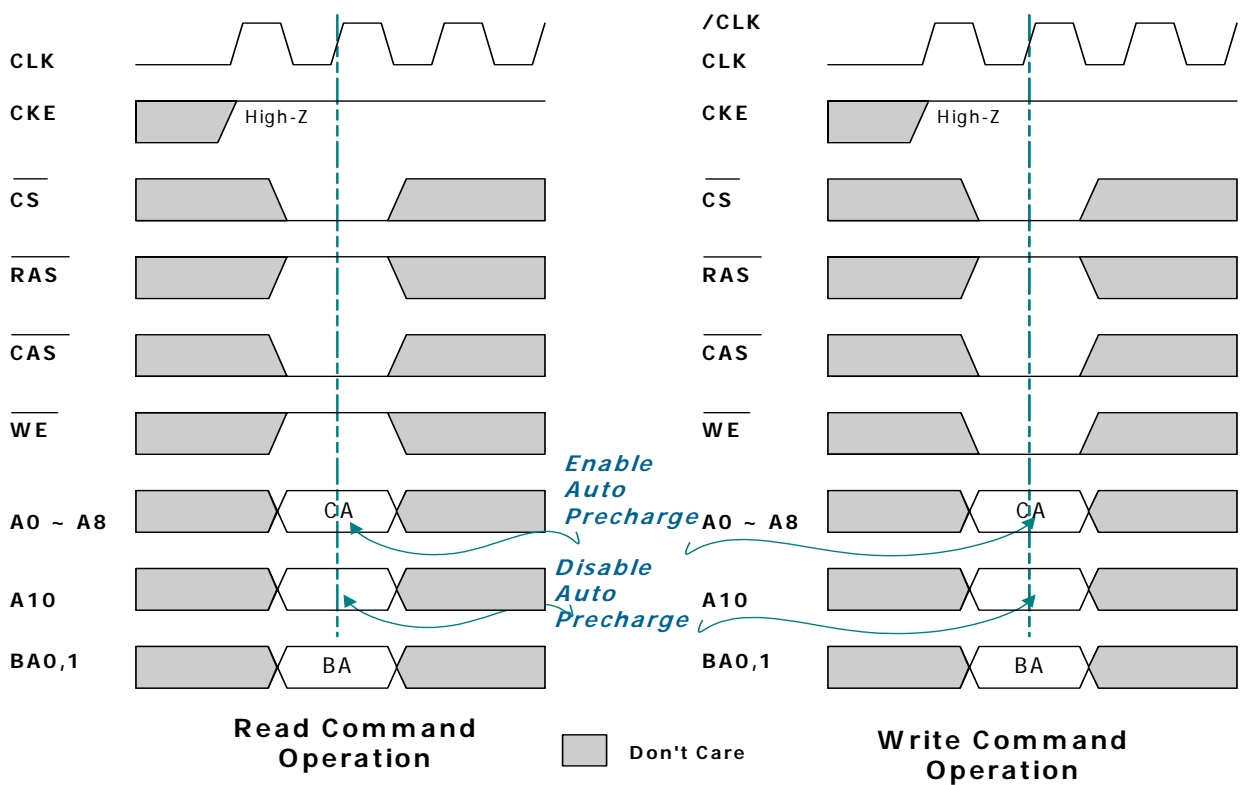 CLK
CKE
High-Z
CS
RAS
CAS
WE
A0 ~ A8
CA
A10
BA0,1
BA
Read Command
Operation
Enable
Auto
Precharge
Disable
Auto
Precharge
Don't Care
/CLK
CLK
CKE
High-Z
CS
RAS
CAS
WE
A0 ~ A8
CA
A10
BA0,1
BA
Write Command
Operation